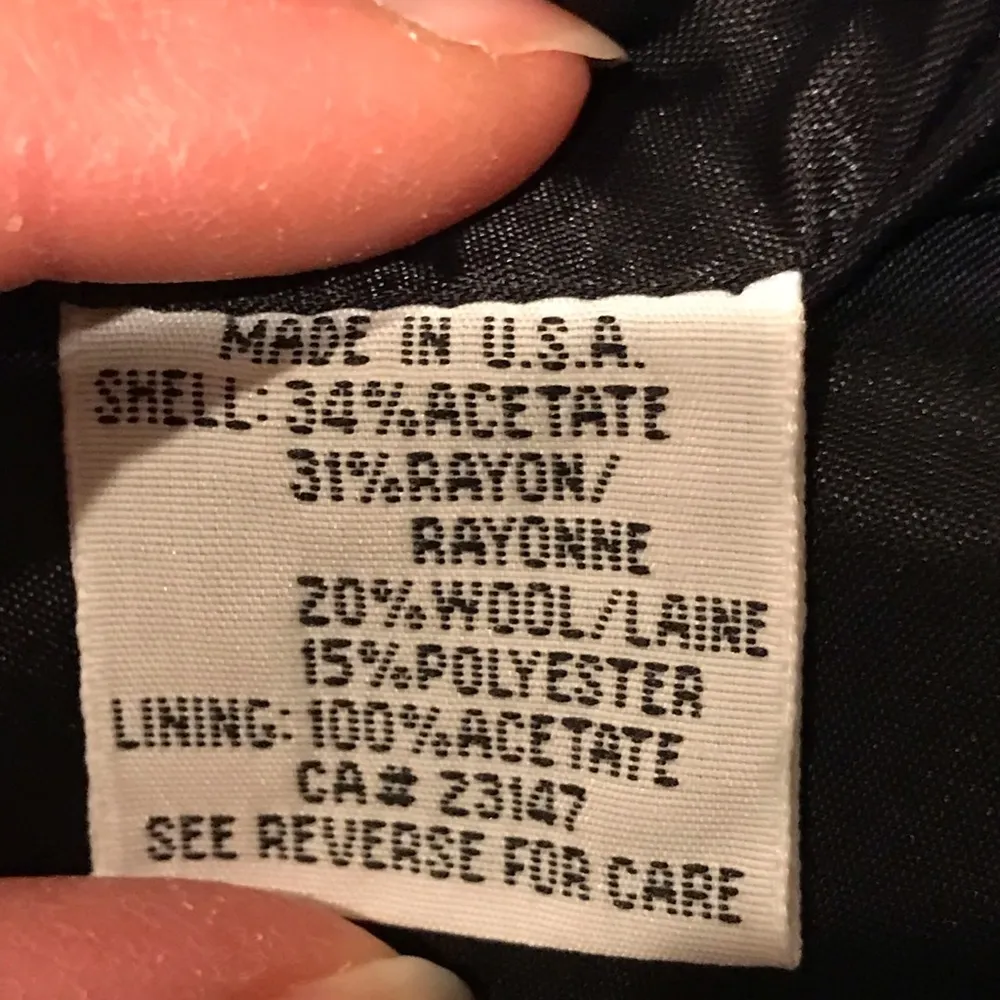 MADE IN U.S.A.
SHELL: 34% ACETATE
31% RAYON/
RAYONNE
20% WOOL/LAINE
15% POLYESTER
LINING: 100% ACETATE
CA# 23147
SEE REVERSE FOR CARE